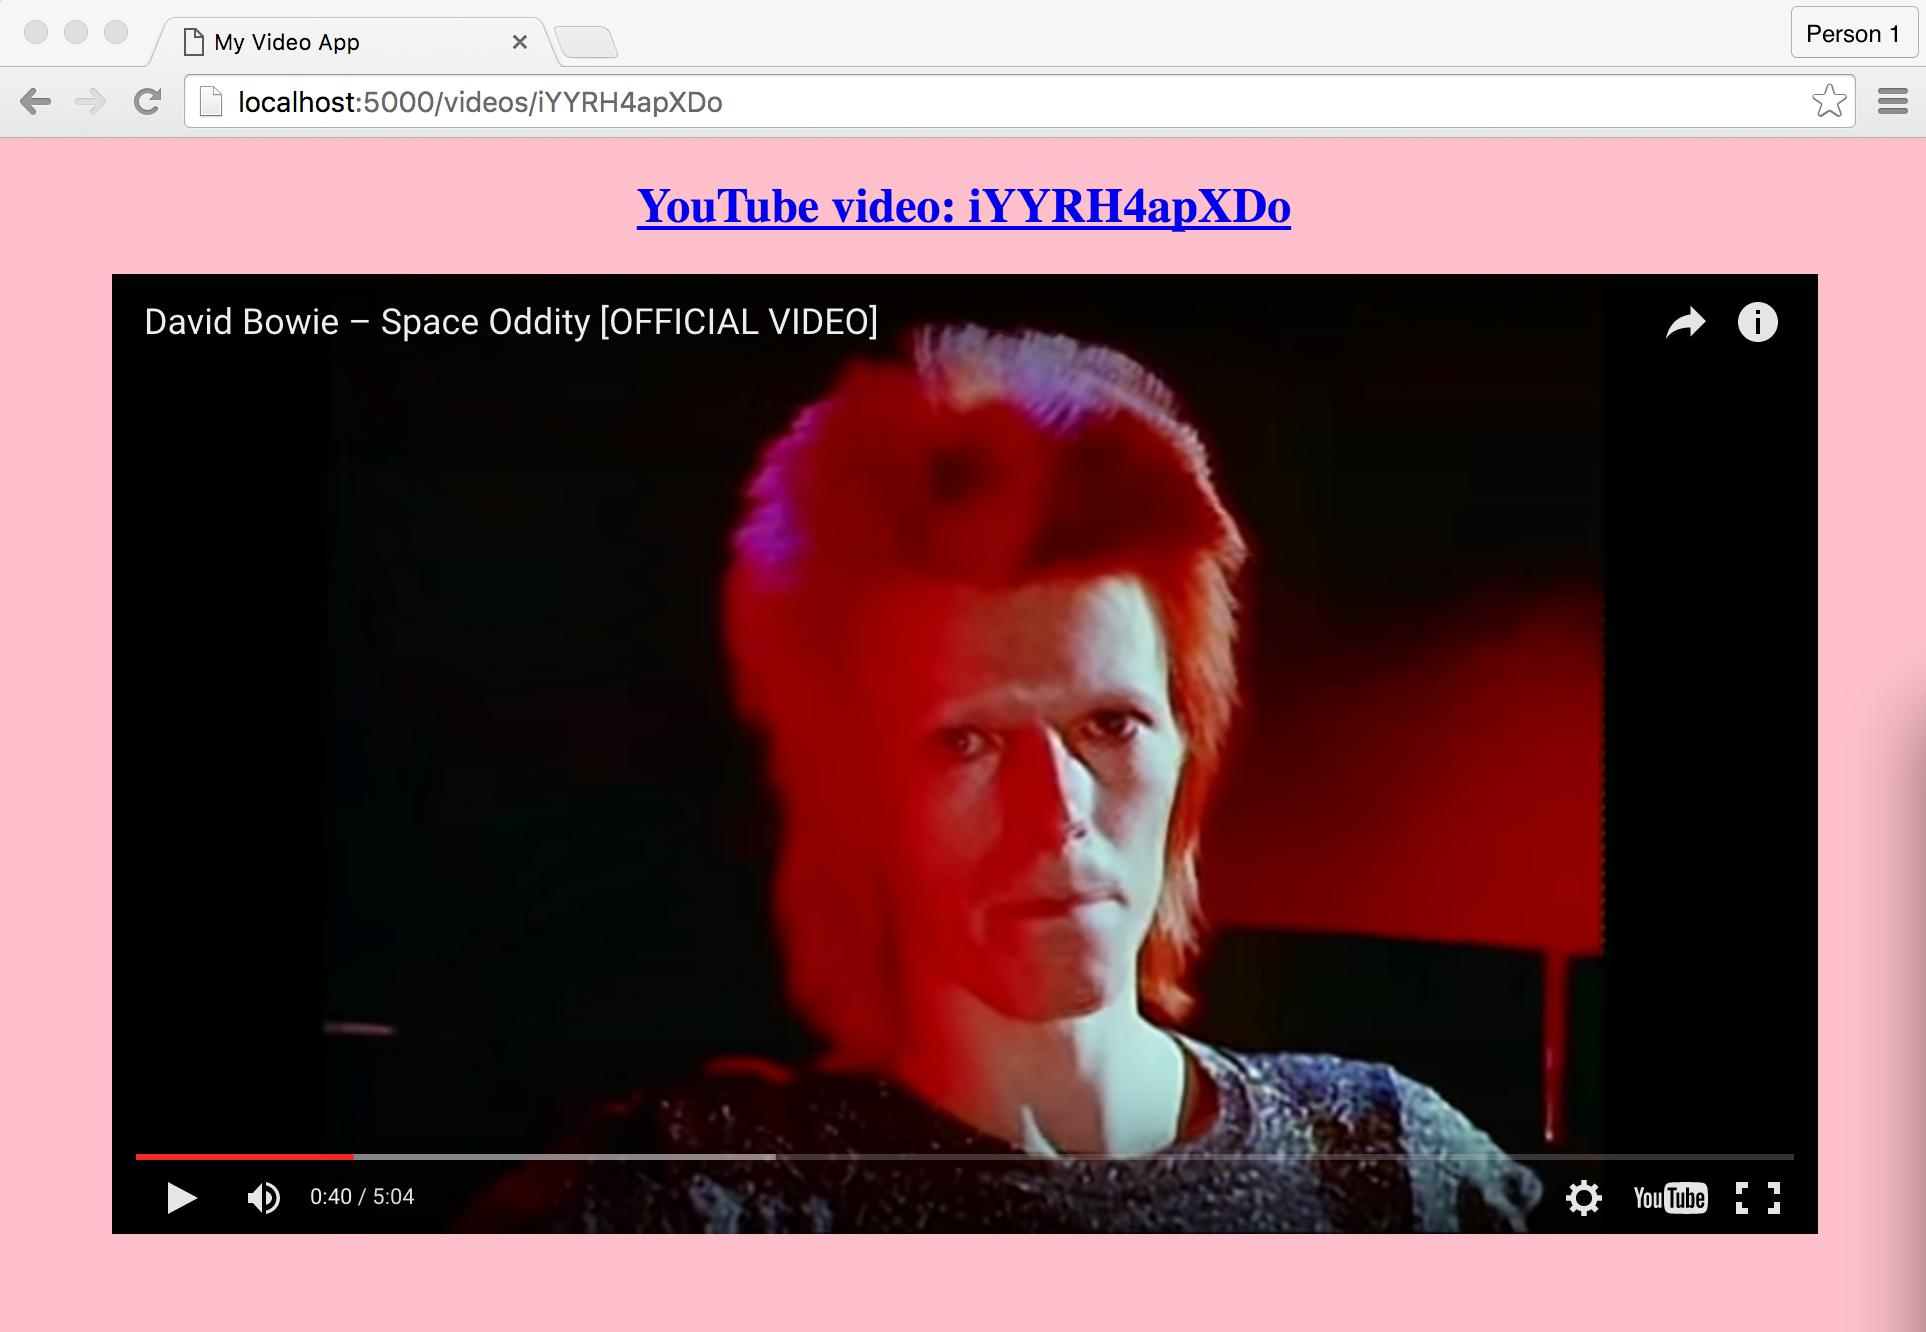 My Video App
Person 1
localhost:5000/videos/iYYRH4apXDo
YouTube video: iYYRH4apXDo
David Bowie – Space Oddity [OFFICIAL VIDEO]
0:40 / 5:04
YouTube